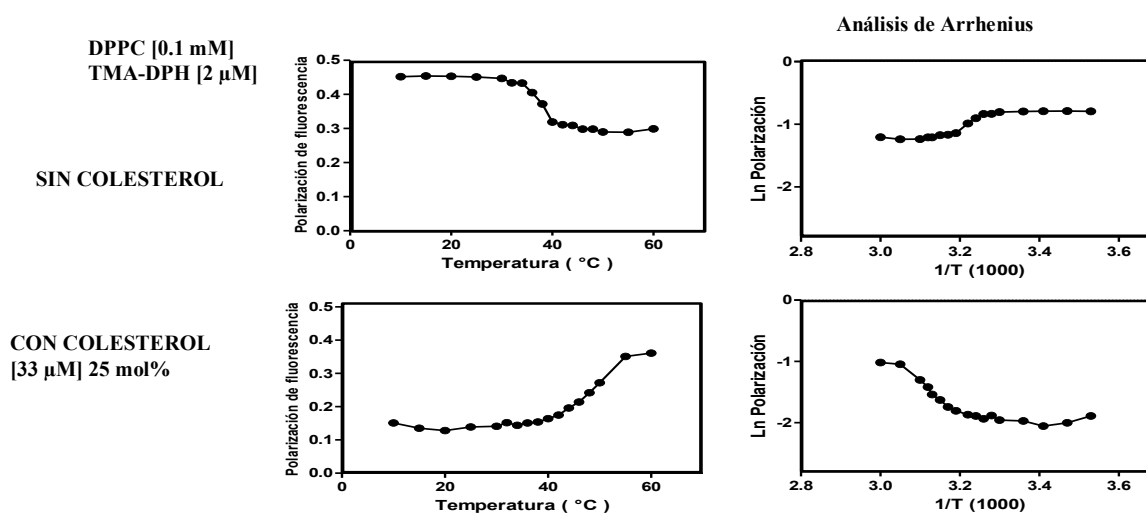 Análisis de Arrhenius
DPPC [0.1 mM]
TMA-DPH [2 µM]
SIN COLESTEROL
Polarización de fluorescencia
0.5
0.4
0.3
0.2
0.1
0.0
0 20 40 60
Temperatura ( °C )
Ln Polarización
0
-1
-2
2.8 3.0 3.2 3.4 3.6
1/T (1000)
CON COLESTEROL
[33 µM] 25 mol%
Polarización de fluorescencia
0.5
0.4
0.3
0.2
0.1
0.0
0 20 40 60
Temperatura ( °C )
Ln Polarización
0
-1
-2
2.8 3.0 3.2 3.4 3.6
1/T (1000)